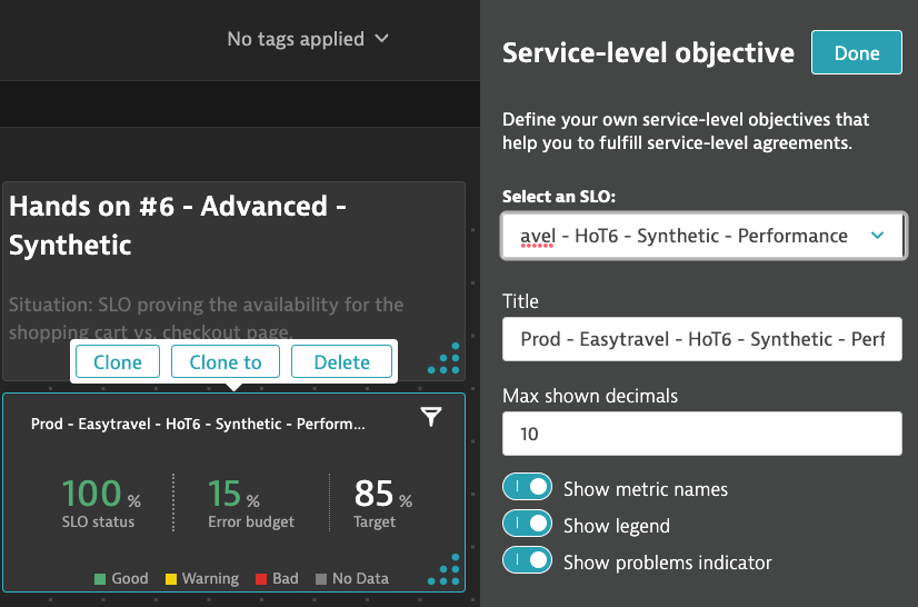 No tags applied
Hands on #6 - Advanced -
Synthetic
Situation: SLO proving the availability for the
shopping cart vs. checkout page.
Clone
Clone to
Delete
Prod - Easytravel - HoT6 - Synthetic - Perform...
100 %
SLO status
15 %
Error budget
85 %
Target
Good
Warning
Bad
No Data
Service-level objective
Done
Define your own service-level objectives that
help you to fulfill service-level agreements.
Select an SLO:
avel - HoT6 - Synthetic - Performance
Title
Prod - Easytravel - HoT6 - Synthetic - Perf
Max shown decimals
10
Show metric names
Show legend
Show problems indicator